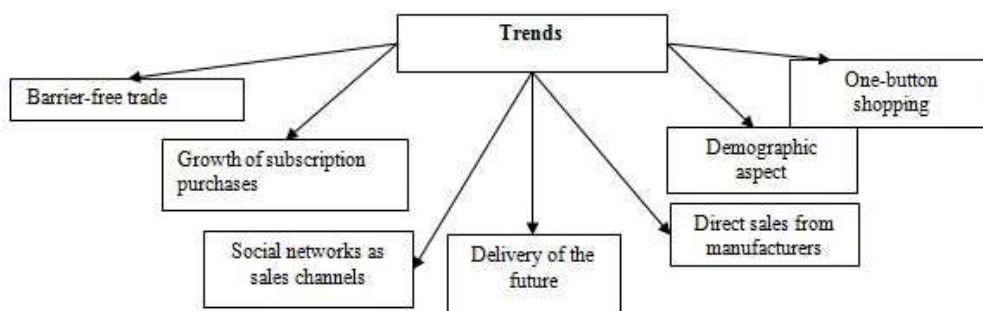 Trends
Barrier-free trade
One-button
shopping
Growth of subscription
purchases
Demographic
aspect
Social networks as
sales channels
Delivery of the
future
Direct sales from
manufacturers